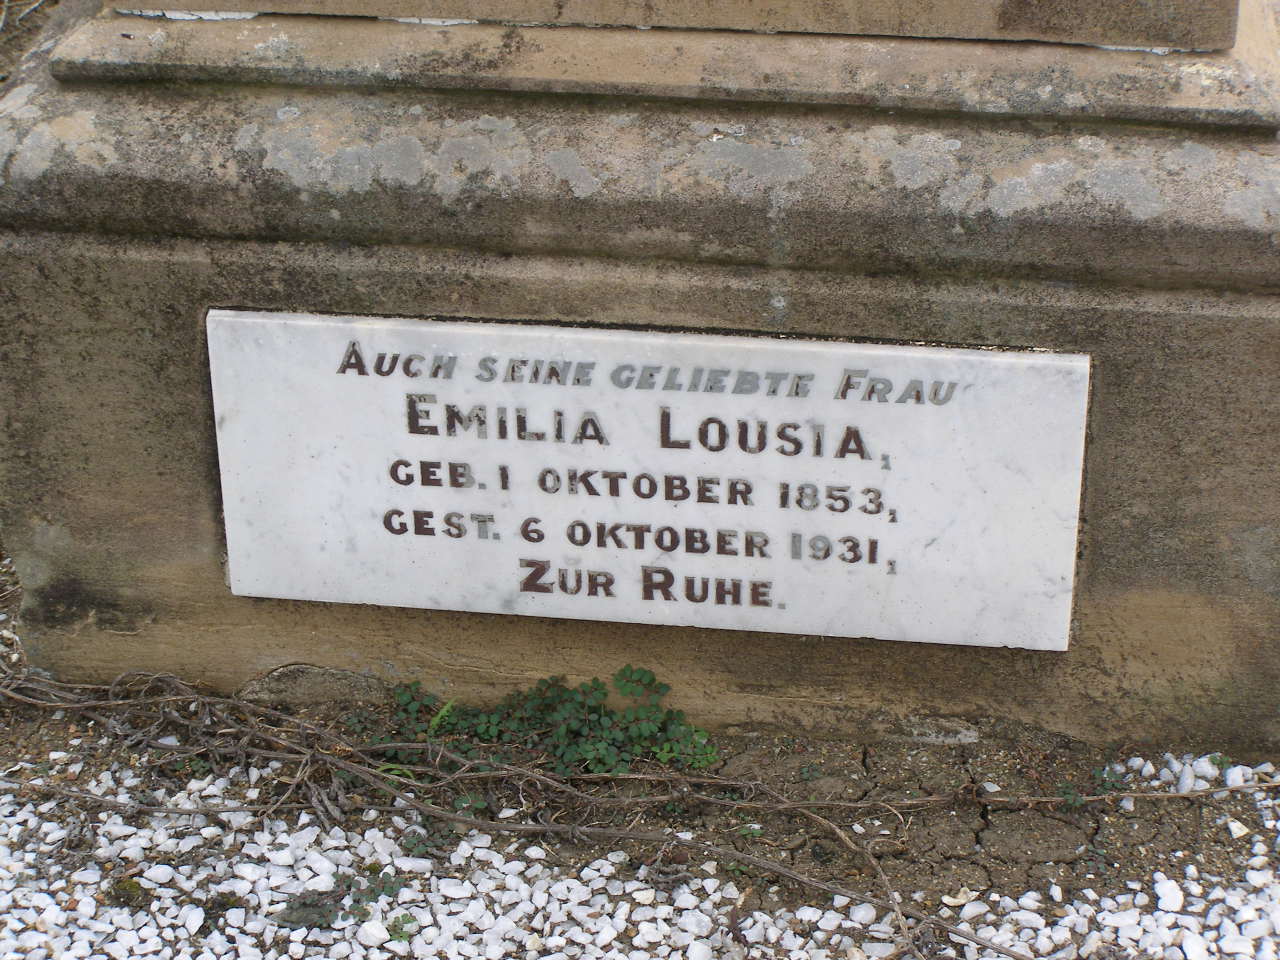 AUCH SEINE GELIEBTE FRAU
EMILIA LOUSIA,
GEB. 1 OKTOBER 1853,
GEST. 6 OKTOBER 1931,
ZUR RUHE.